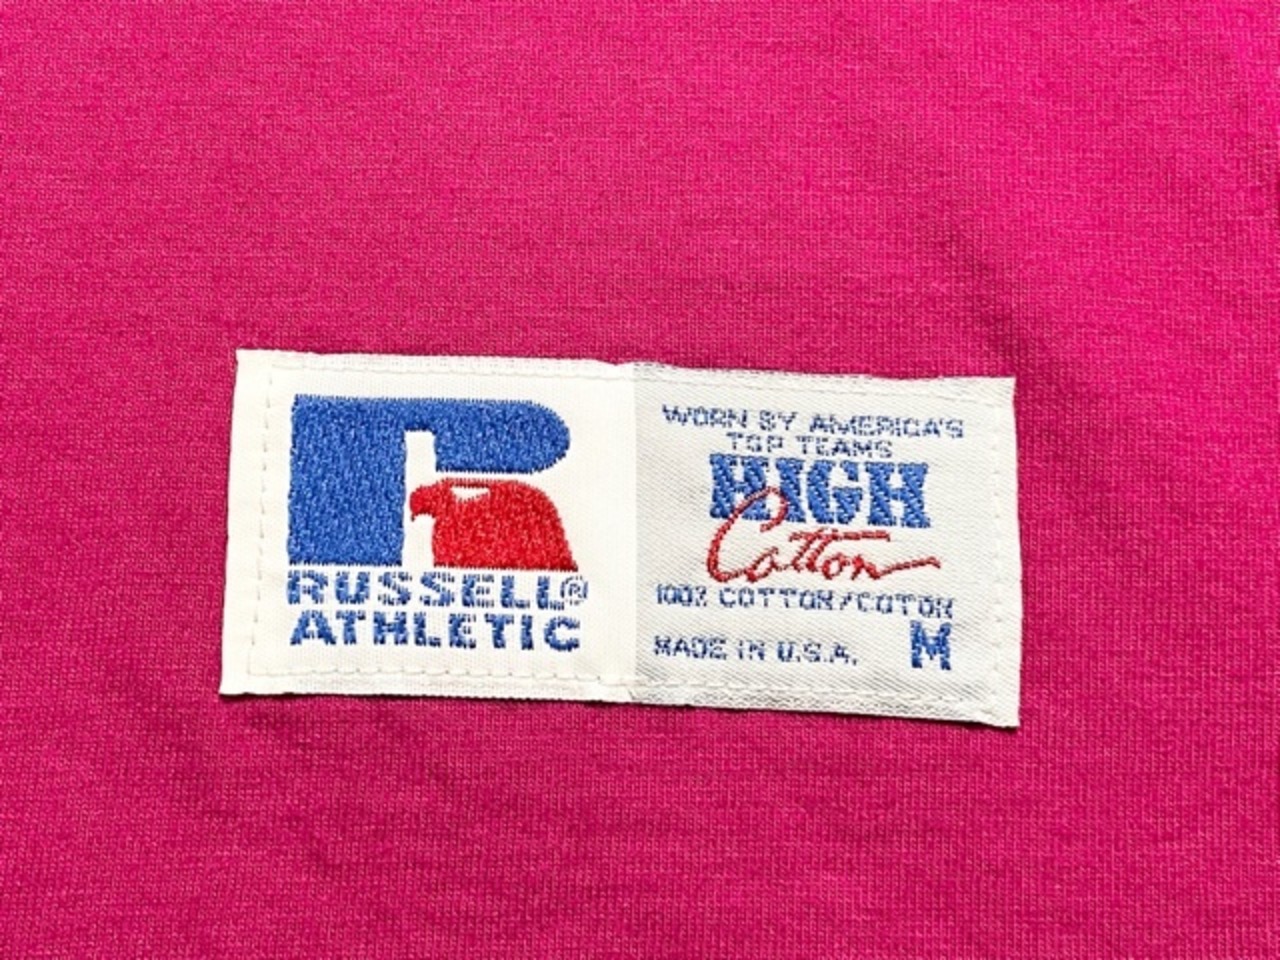 RUSSELL®
ATHLETIC
WORN BY AMERICA'S
TOP TEAMS
HIGH
Cotton
100% COTTON/COTON
MADE IN U.S.A.
M